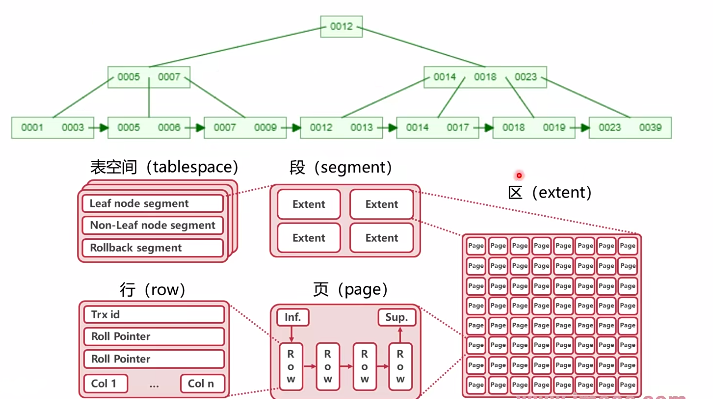 0012
0005 0007
0014 0018 0023
0001 0003 0005 0006 0007 0009 0012 0013 0014 0017 0018 0019 0023 0039
表空间（tablespace） 段（segment）
区（extent）
Leaf node segment
Non-Leaf node segment
Rollback segment
Extent Extent
Extent Extent
Page Page Page Page Page Page Page Page
Page Page Page Page Page Page Page Page
Page Page Page Page Page Page Page Page
Page Page Page Page Page Page Page Page
Page Page Page Page Page Page Page Page
Page Page Page Page Page Page Page Page
Page Page Page Page Page Page Page Page
Page Page Page Page Page Page Page Page
行（row） 页（page）
Trx id
Roll Pointer
Roll Pointer
Col 1 ... Col n
Inf. Sup.
Row Row Row Row